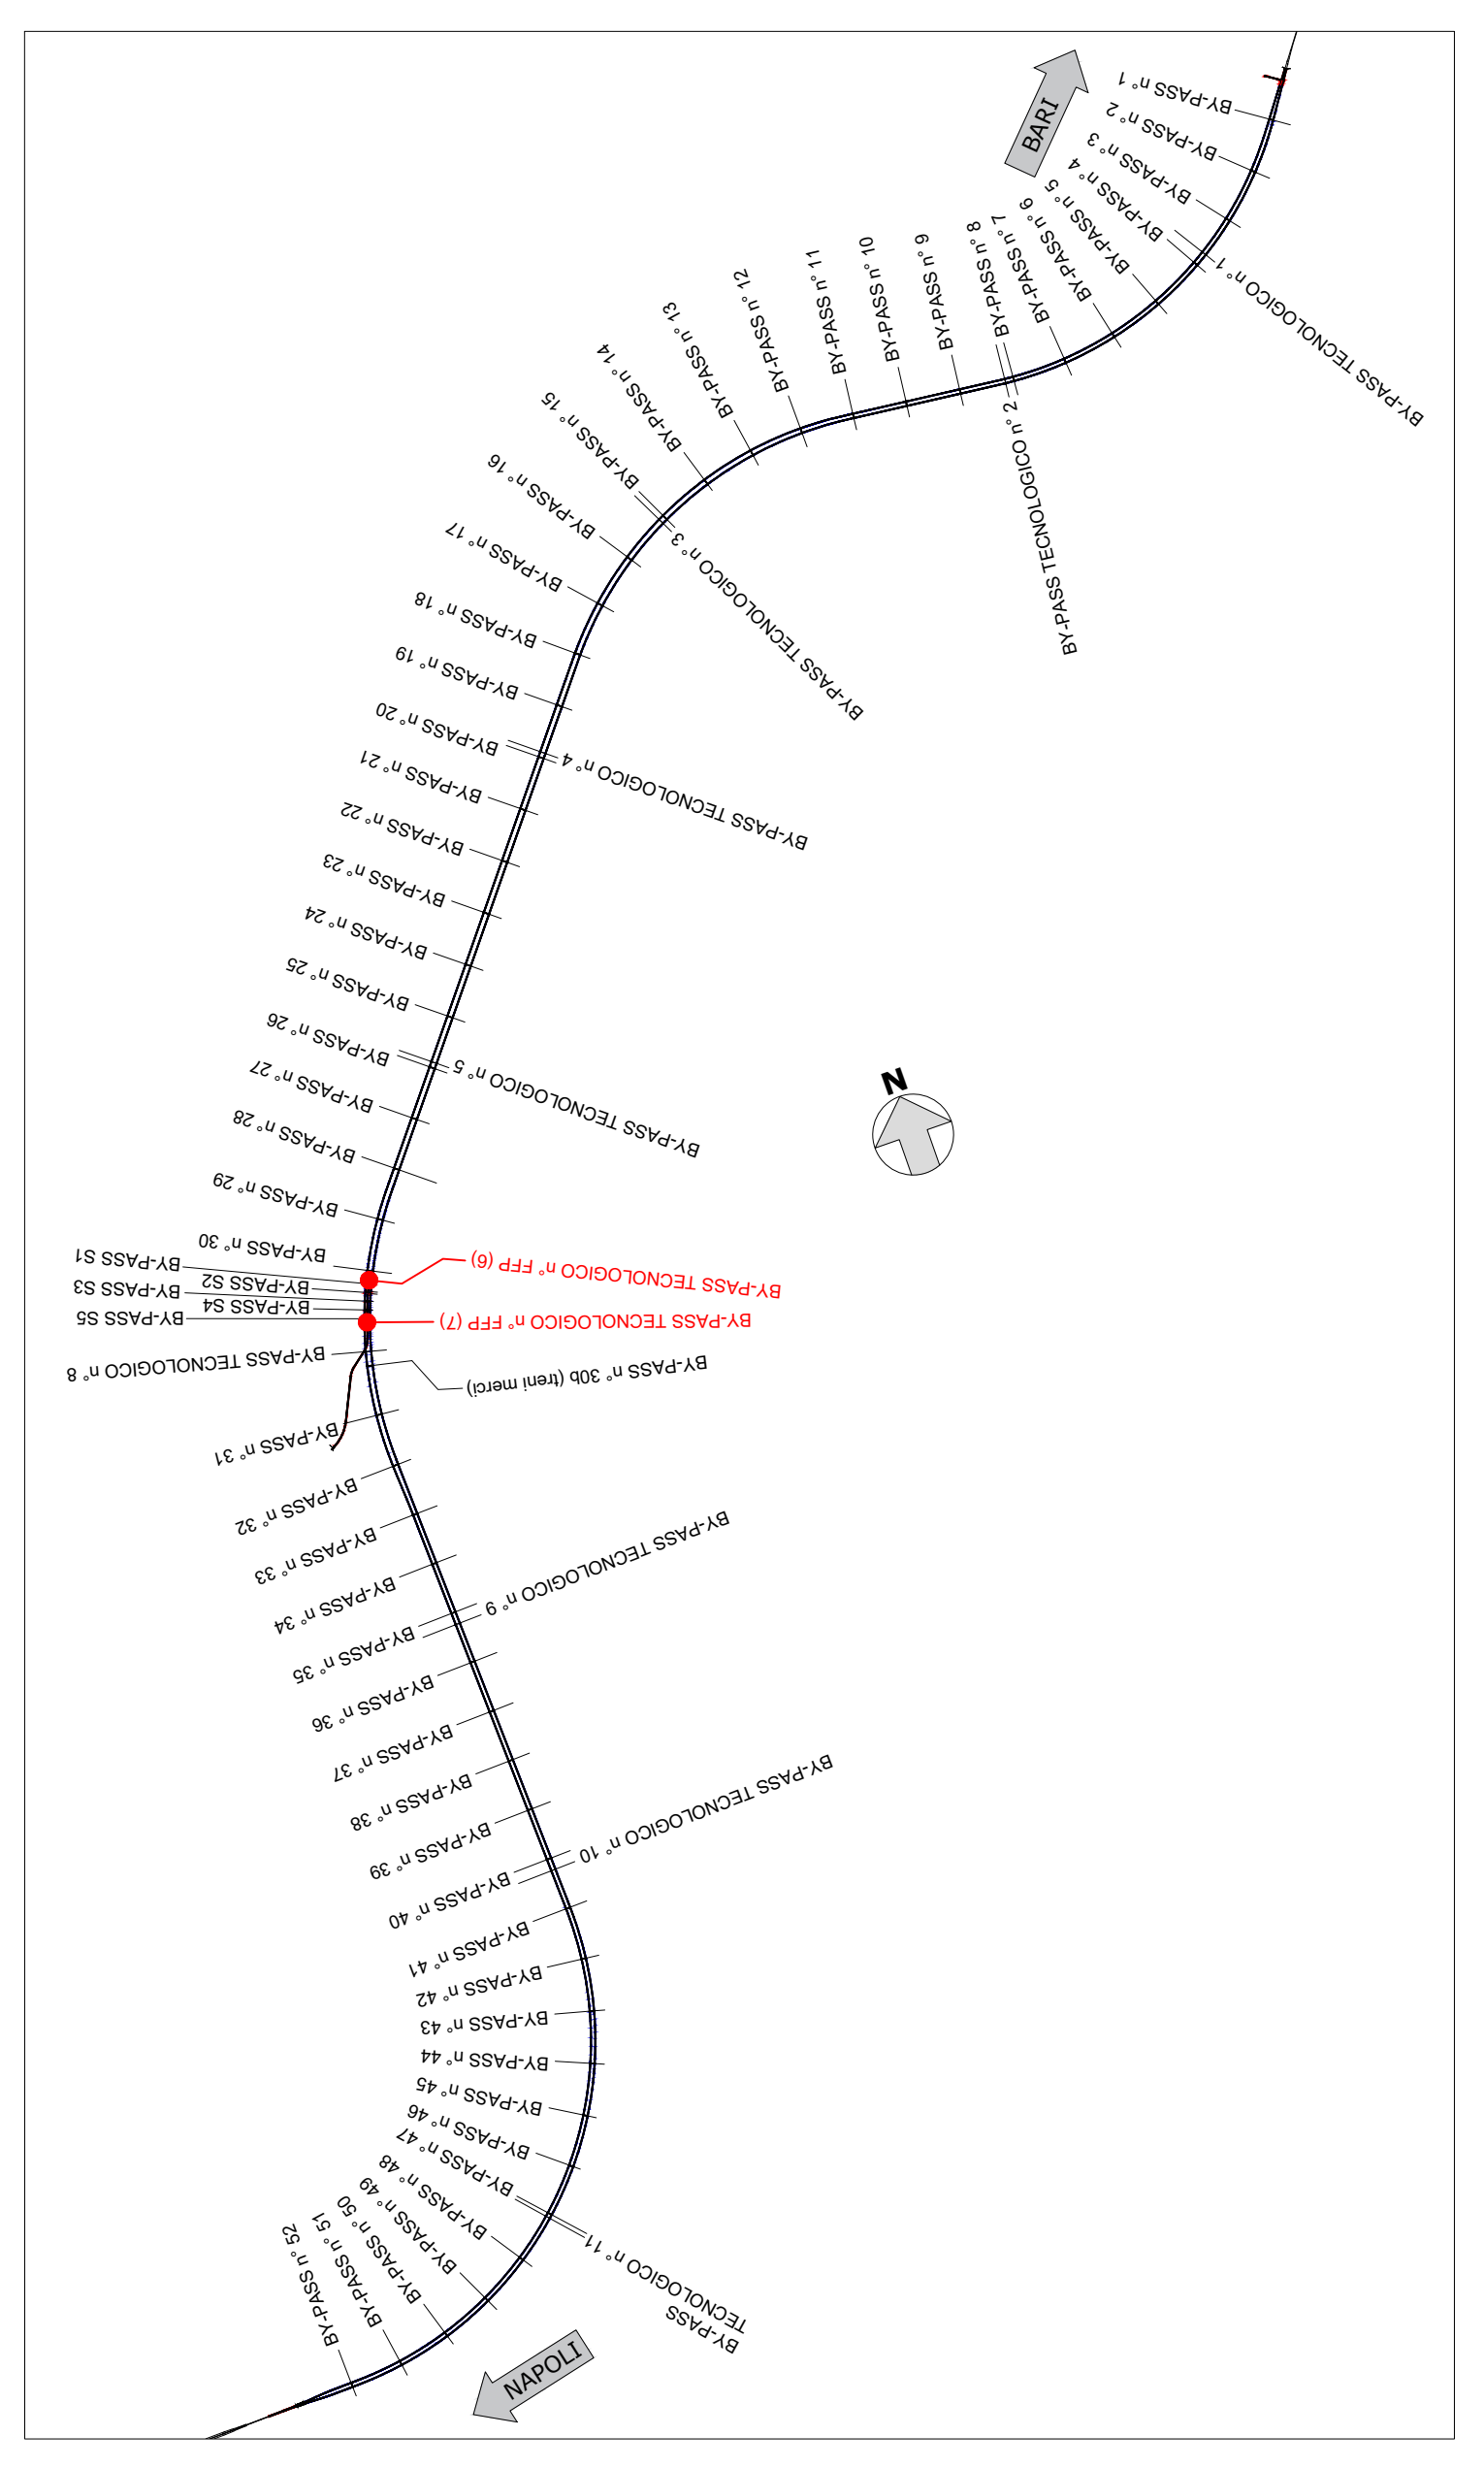 BARI
BY-PASS n° 1
BY-PASS n° 2
BY-PASS n° 3
BY-PASS n° 4
BY-PASS TECNOLOGICO n° 1
BY-PASS n° 5
BY-PASS n° 6
BY-PASS n° 7
BY-PASS n° 8
BY-PASS TECNOLOGICO n° 2
BY-PASS n° 9
BY-PASS n° 10
BY-PASS n° 11
BY-PASS n° 12
BY-PASS n° 13
BY-PASS n° 14
BY-PASS n° 15
BY-PASS TECNOLOGICO n° 3
BY-PASS n° 16
BY-PASS n° 17
BY-PASS n° 18
BY-PASS n° 19
BY-PASS n° 20
BY-PASS TECNOLOGICO n° 4
BY-PASS n° 21
BY-PASS n° 22
BY-PASS n° 23
BY-PASS n° 24
BY-PASS n° 25
BY-PASS n° 26
BY-PASS TECNOLOGICO n° 5
N
BY-PASS n° 27
BY-PASS n° 28
BY-PASS n° 29
BY-PASS n° 30
BY-PASS S1
BY-PASS TECNOLOGICO n° FFP (6)
BY-PASS S2
BY-PASS S3
BY-PASS S4
BY-PASS S5
BY-PASS TECNOLOGICO n° FFP (7)
BY-PASS TECNOLOGICO n° 8
BY-PASS n° 30b (treni merci)
BY-PASS n° 31
BY-PASS n° 32
BY-PASS n° 33
BY-PASS n° 34
BY-PASS n° 35
BY-PASS TECNOLOGICO n° 9
BY-PASS n° 36
BY-PASS n° 37
BY-PASS n° 38
BY-PASS n° 39
BY-PASS n° 40
BY-PASS TECNOLOGICO n° 10
BY-PASS n° 41
BY-PASS n° 42
BY-PASS n° 43
BY-PASS n° 44
BY-PASS n° 45
BY-PASS n° 46
BY-PASS n° 47
BY-PASS
TECNOLOGICO n° 11
BY-PASS n° 48
BY-PASS n° 49
BY-PASS n° 50
BY-PASS n° 51
BY-PASS n° 52
NAPOLI